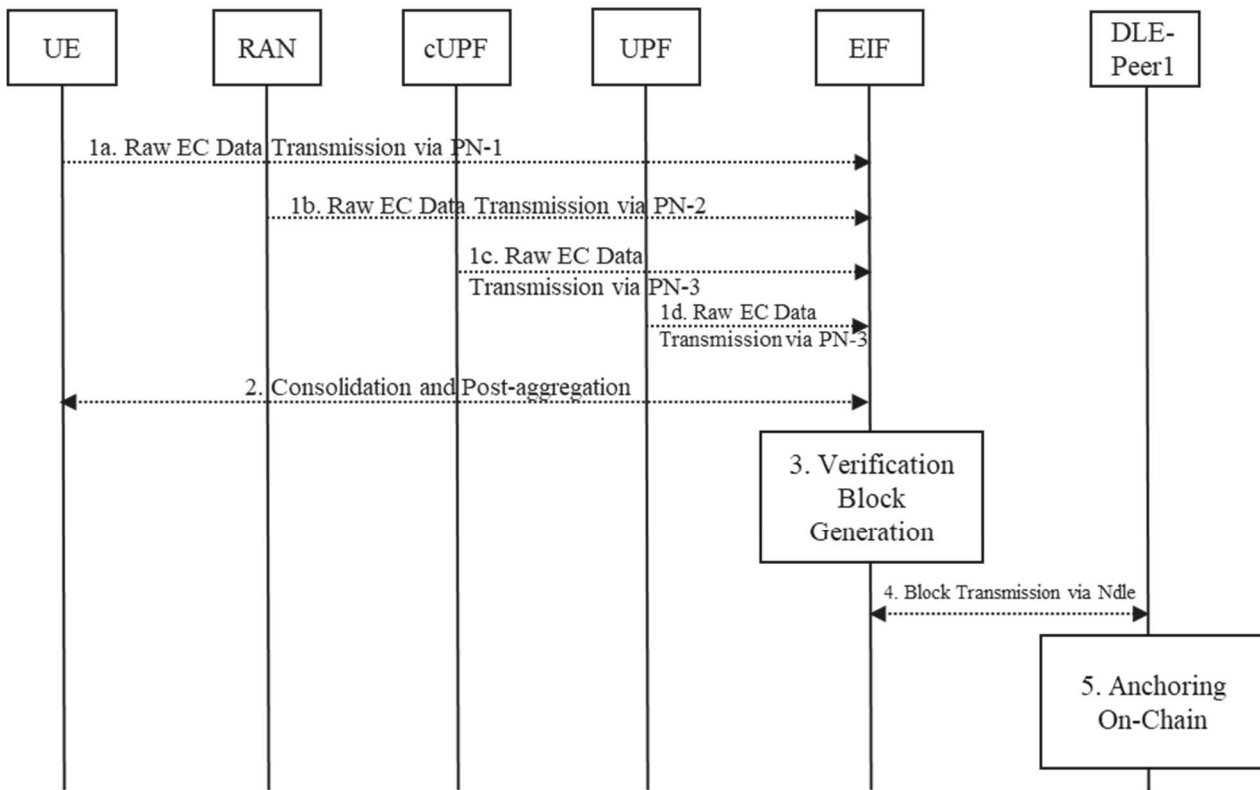 UE
RAN
cUPF
UPF
EIF
DLE-
Peer1
1a. Raw EC Data Transmission via PN-1
1b. Raw EC Data Transmission via PN-2
1c. Raw EC Data
Transmission via PN-3
1d. Raw EC Data
Transmission via PN-3
2. Consolidation and Post-aggregation
3. Verification
Block
Generation
4. Block Transmission via Ndle
5. Anchoring
On-Chain